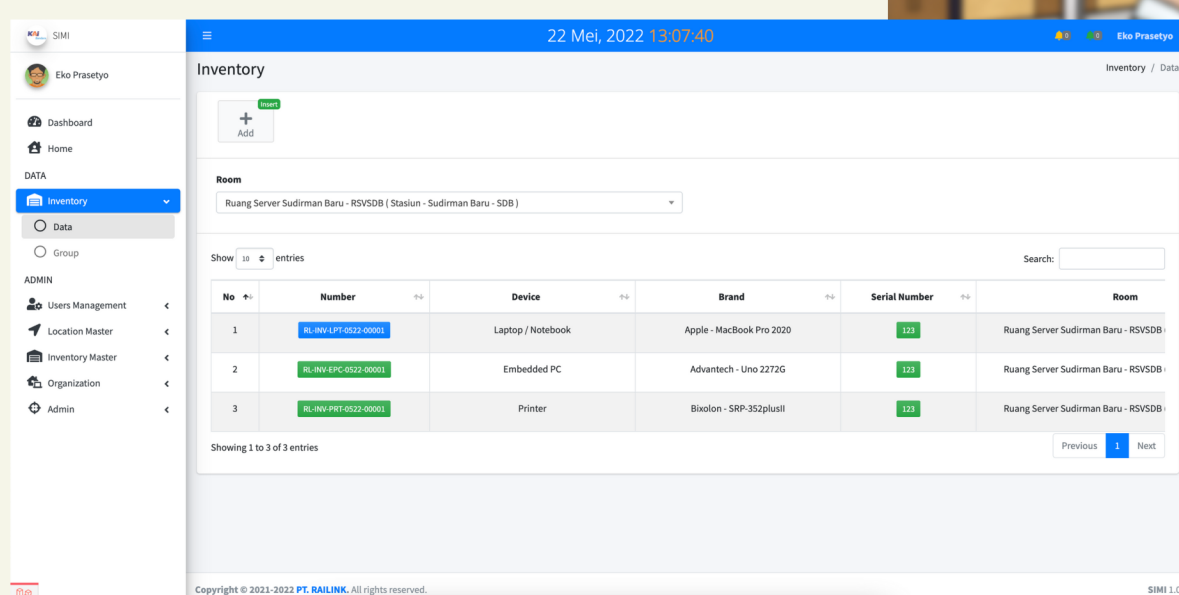 KAI SIMI
22 Mei, 2022 13:07:40
0 0 Eko Prasetyo
Eko Prasetyo
Dashboard
Home
DATA
Inventory
Data
Group
ADMIN
Users Management
Location Master
Inventory Master
Organization
Admin
Inventory
Inventory / Data
Insert
Add
Room
Ruang Server Sudirman Baru - RSVSDB ( Stasiun - Sudirman Baru - SDB )
Show 10 entries
Search:
No Number Device Brand Serial Number Room
1 RL-INV-LPT-0522-00001 Laptop / Notebook Apple - MacBook Pro 2020 123 Ruang Server Sudirman Baru - RSVSDB
2 RL-INV-EPC-0522-00001 Embedded PC Advantech - Uno 2272G 123 Ruang Server Sudirman Baru - RSVSDB
3 RL-INV-PRT-0522-00001 Printer Bixolon - SRP-352plusII 123 Ruang Server Sudirman Baru - RSVSDB
Showing 1 to 3 of 3 entries
Previous 1 Next
Copyright © 2021-2022 PT. RAILINK. All rights reserved.
SIMI 1.0